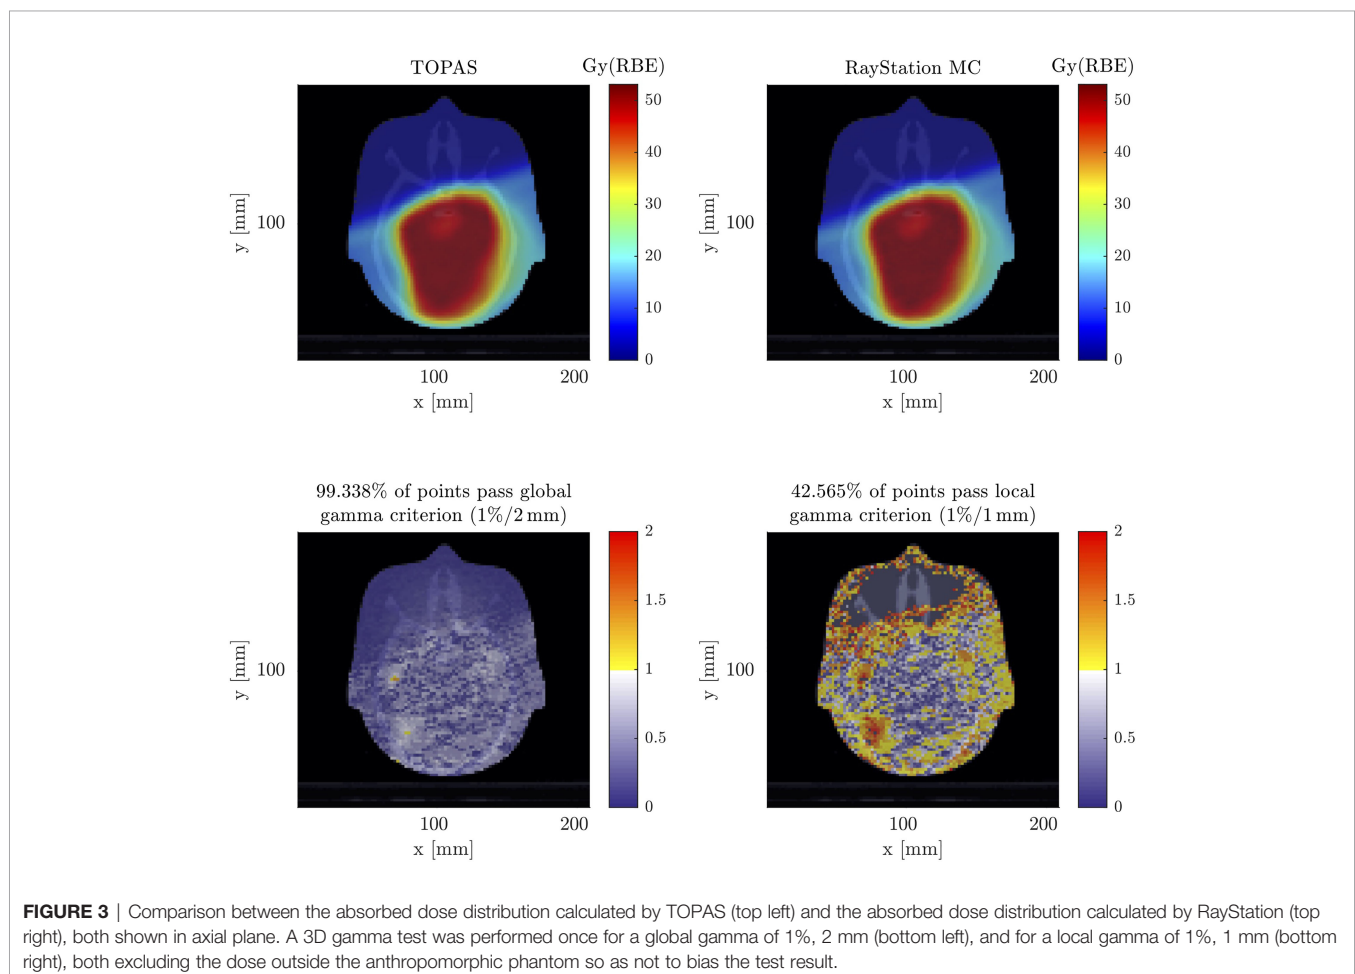 TOPAS
Gy(RBE)
50
40
30
20
10
0
y [mm]
100
100
200
x [mm]
RayStation MC
Gy(RBE)
50
40
30
20
10
0
y [mm]
100
100
200
x [mm]
99.338% of points pass global
gamma criterion (1%/2 mm)
2
1.5
1
0.5
0
y [mm]
100
100
200
x [mm]
42.565% of points pass local
gamma criterion (1%/1 mm)
2
1.5
1
0.5
0
y [mm]
100
100
200
x [mm]
FIGURE 3 | Comparison between the absorbed dose distribution calculated by TOPAS (top left) and the absorbed dose distribution calculated by RayStation (top
right), both shown in axial plane. A 3D gamma test was performed once for a global gamma of 1%, 2 mm (bottom left), and for a local gamma of 1%, 1 mm (bottom
right), both excluding the dose outside the anthropomorphic phantom so as not to bias the test result.